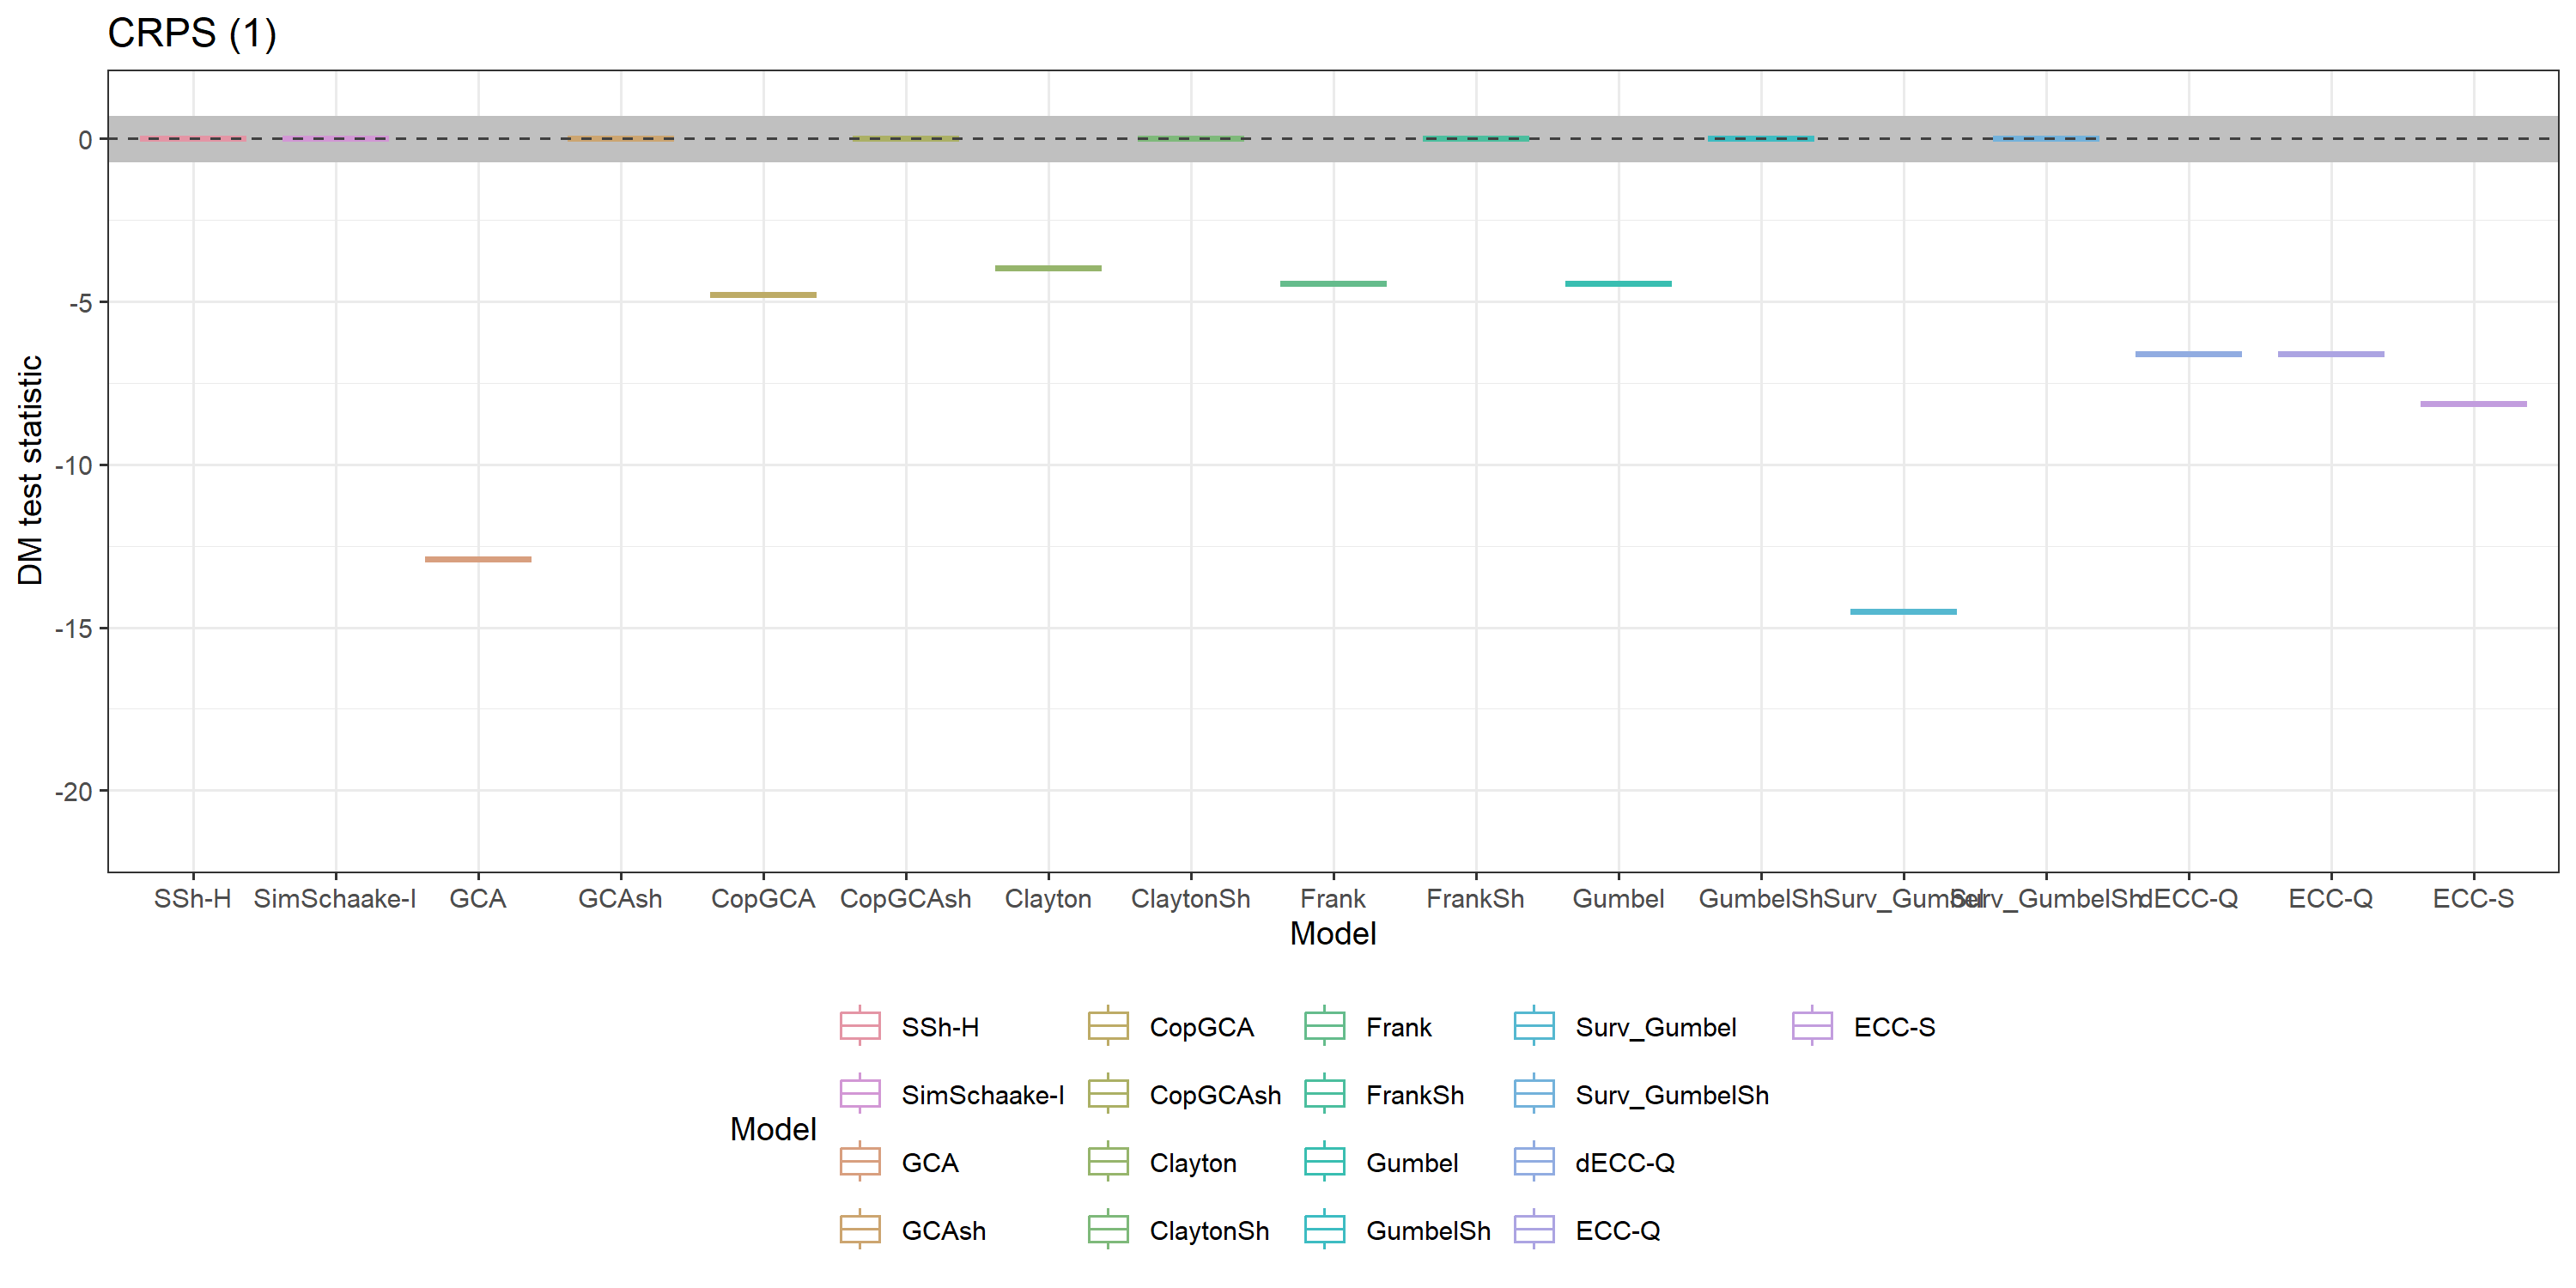 CRPS (1)
DM test statistic
0
-5
-10
-15
-20
SSh-H SimSchaake-I GCA GCAsh CopGCA CopGCAsh Clayton ClaytonSh Frank FrankSh Gumbel GumbelSh Surv_Gumbel Surv_GumbelSh dECC-Q ECC-Q ECC-S
Model
Model
SSh-H CopGCA Frank Surv_Gumbel ECC-S
SimSchaake-I CopGCAsh FrankSh Surv_GumbelSh
GCA Clayton Gumbel dECC-Q
GCAsh ClaytonSh GumbelSh ECC-Q